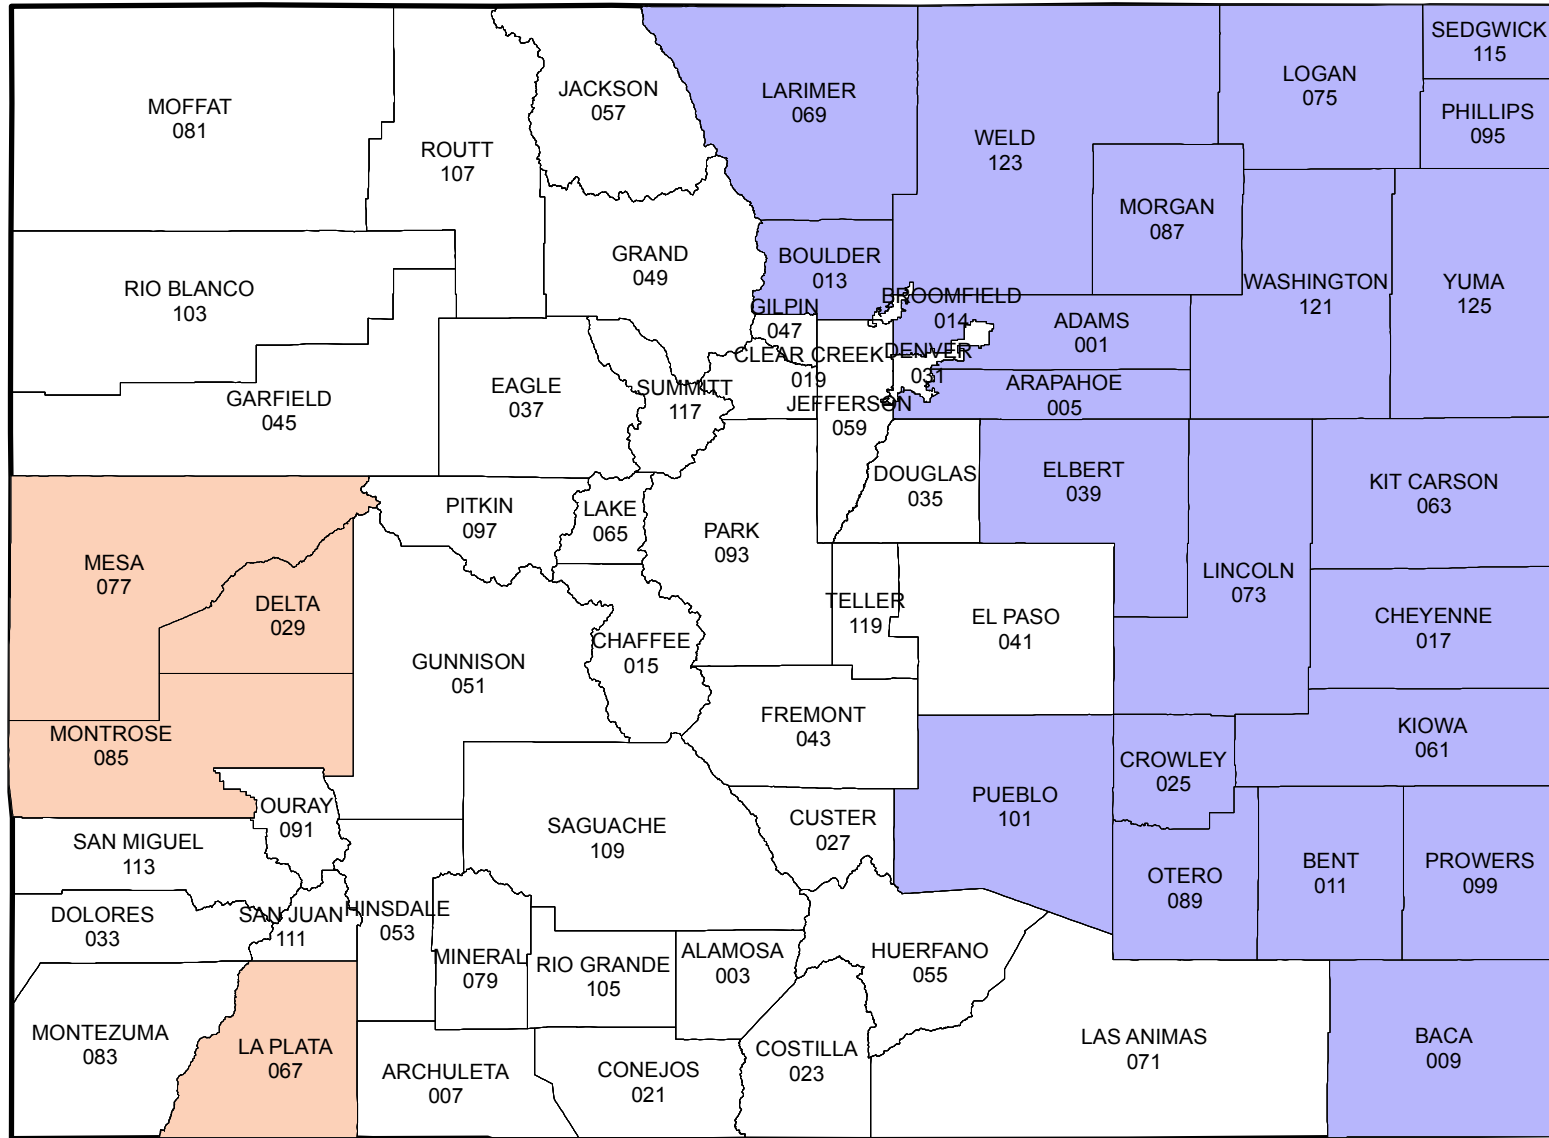 SEDGWICK
115
JACKSON
057
LARIMER
069
LOGAN
075
MOFFAT
081
PHILLIPS
095
ROUTT
107
WELD
123
MORGAN
087
GRAND
049
BOULDER
013
RIO BLANCO
103
WASHINGTON
121
YUMA
125
GILPIN
047
BROOMFIELD
014
ADAMS
001
CLEAR CREEK
019
DENVER
031
EAGLE
037
SUMMITT
117
ARAPAHOE
005
GARFIELD
045
JEFFERSON
059
DOUGLAS
035
ELBERT
039
KIT CARSON
063
PITKIN
097
LAKE
065
PARK
093
MESA
077
LINCOLN
073
DELTA
029
TELLER
119
EL PASO
041
CHEYENNE
017
CHAFFEE
015
GUNNISON
051
FREMONT
043
KIOWA
061
MONTROSE
085
CROWLEY
025
OURAY
091
PUEBLO
101
SAGUACHE
109
CUSTER
027
SAN MIGUEL
113
OTERO
089
BENT
011
PROWERS
099
DOLORES
033
SAN JUAN
111
HINSDALE
053
MINERAL
079
RIO GRANDE
105
ALAMOSA
003
HUERFANO
055
MONTEZUMA
083
LA PLATA
067
ARCHULETA
007
CONEJOS
021
COSTILLA
023
LAS ANIMAS
071
BACA
009